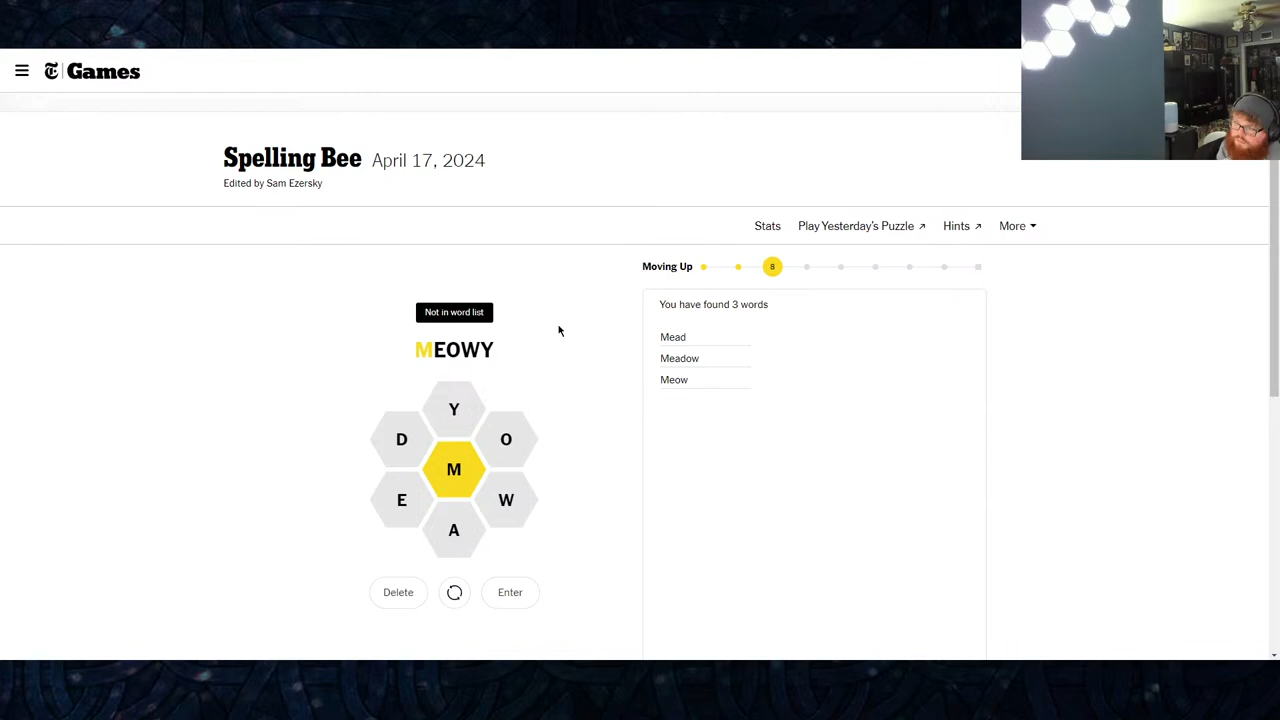 Games
Spelling Bee April 17, 2024
Edited by Sam Ezersky
Stats Play Yesterday's Puzzle Hints More
Moving Up 8
Not in word list
MEOWY
Y
D
O
M
E
W
A
Delete
Enter
You have found 3 words
Mead
Meadow
Meow